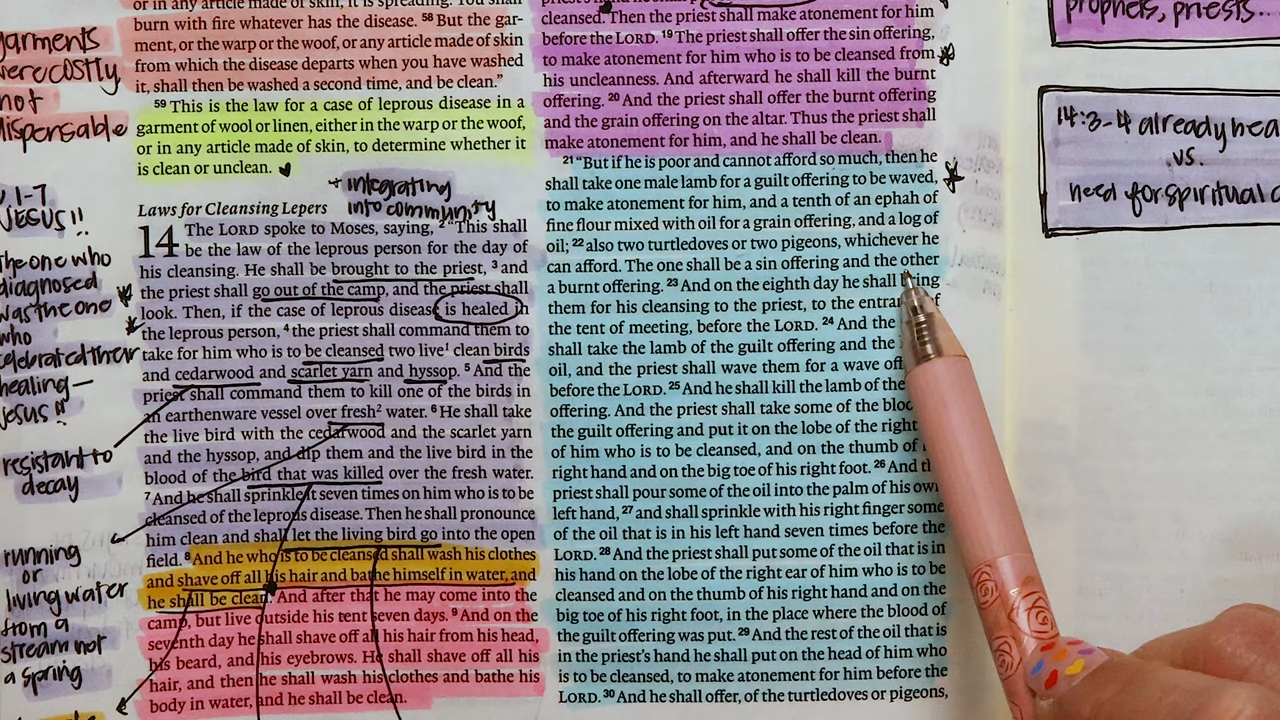 garments
were costly
not
dispensable
v 1-7
JESUS!!
the one who
diagnosed
was the one
who
celebrated their
healing—
Jesus!!
resistant to
decay
running
or
living water
from a
stream not
a spring
or in any article made of skin, it is spreading. You shall
burn with fire whatever has the disease. 58 But the gar-
ment, or the warp or the woof, or any article made of skin
from which the disease departs when you have washed
it, shall then be washed a second time, and be clean.”
59 This is the law for a case of leprous disease in a
garment of wool or linen, either in the warp or the woof,
or in any article made of skin, to determine whether it
is clean or unclean.
+ integrating
into community
Laws for Cleansing Lepers
14 The LORD spoke to Moses, saying, 2 “This shall
be the law of the leprous person for the day of
his cleansing. He shall be brought to the priest, 3 and
the priest shall go out of the camp, and the priest shall
look. Then, if the case of leprous disease is healed in
the leprous person, 4 the priest shall command them to
take for him who is to be cleansed two live1 clean birds
and cedarwood and scarlet yarn and hyssop. 5 And the
priest shall command them to kill one of the birds in
an earthenware vessel over fresh2 water. 6 He shall take
the live bird with the cedarwood and the scarlet yarn
and the hyssop, and dip them and the live bird in the
blood of the bird that was killed over the fresh water.
7 And he shall sprinkle it seven times on him who is to be
cleansed of the leprous disease. Then he shall pronounce
him clean and shall let the living bird go into the open
field. 8 And he who is to be cleansed shall wash his clothes
and shave off all his hair and bathe himself in water, and
he shall be clean. And after that he may come into the
camp, but live outside his tent seven days. 9 And on the
seventh day he shall shave off all his hair from his head,
his beard, and his eyebrows. He shall shave off all his
hair, and then he shall wash his clothes and bathe his
body in water, and he shall be clean.
cleansed. Then the priest shall make atonement for him
before the LORD. 19 The priest shall offer the sin offering,
to make atonement for him who is to be cleansed from
his uncleanness. And afterward he shall kill the burnt
offering. 20 And the priest shall offer the burnt offering
and the grain offering on the altar. Thus the priest shall
make atonement for him, and he shall be clean.
21 “But if he is poor and cannot afford so much, then he
shall take one male lamb for a guilt offering to be waved,
to make atonement for him, and a tenth of an ephah of
fine flour mixed with oil for a grain offering, and a log of
oil; 22 also two turtledoves or two pigeons, whichever he
can afford. The one shall be a sin offering and the other
a burnt offering. 23 And on the eighth day he shall bring
them for his cleansing to the priest, to the entrance of
the tent of meeting, before the LORD. 24 And the
shall take the lamb of the guilt offering and the
oil, and the priest shall wave them for a wave off
before the LORD. 25 And he shall kill the lamb of the
offering. And the priest shall take some of the bloo
the guilt offering and put it on the lobe of the right
of him who is to be cleansed, and on the thumb of
right hand and on the big toe of his right foot. 26 And th
priest shall pour some of the oil into the palm of his own
left hand, 27 and shall sprinkle with his right finger some
of the oil that is in his left hand seven times before the
LORD. 28 And the priest shall put some of the oil that is in
his hand on the lobe of the right ear of him who is to be
cleansed and on the thumb of his right hand and on the
big toe of his right foot, in the place where the blood of
the guilt offering was put. 29 And the rest of the oil that is
in the priest's hand he shall put on the head of him who
is to be cleansed, to make atonement for him before the
LORD. 30 And he shall offer, of the turtledoves or pigeons,
prophets, priests...
14:3-4 already hea
vs.
need for spiritual c